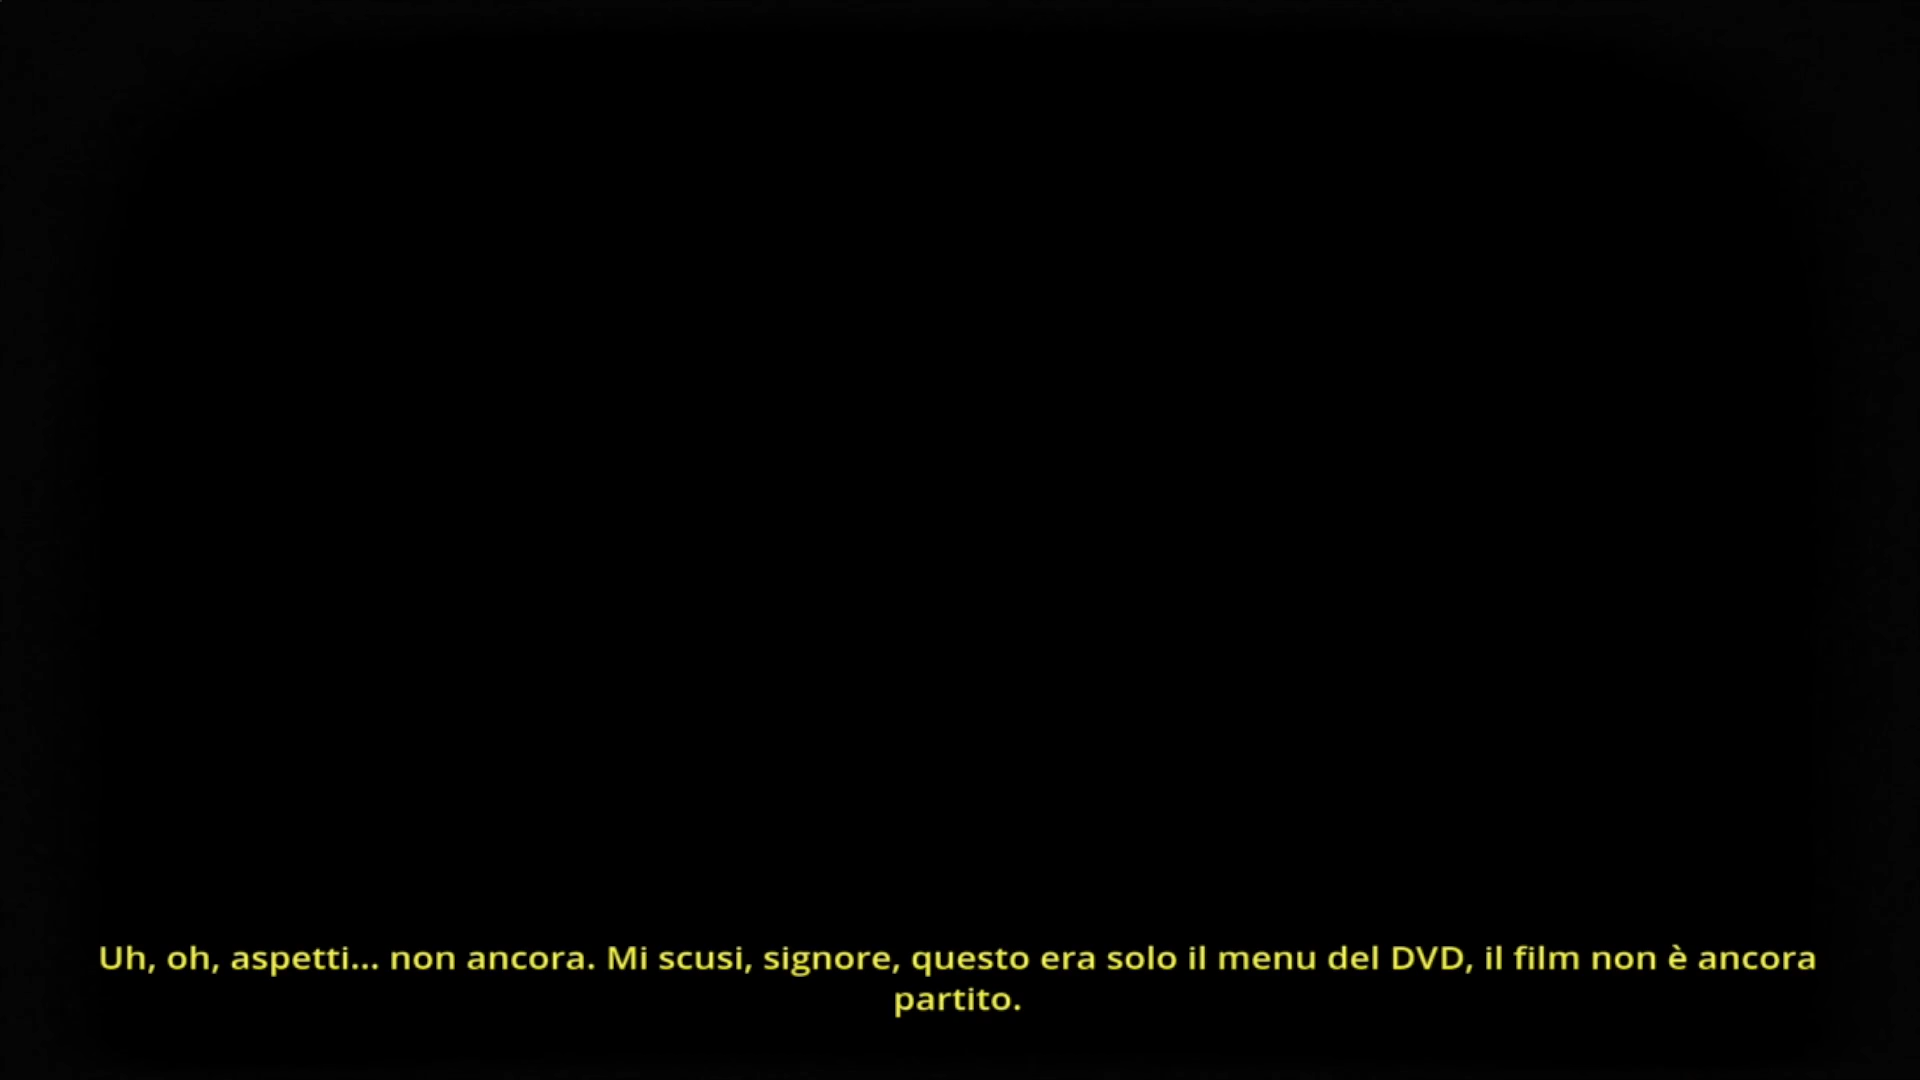 Uh, oh, aspetti... non ancora. Mi scusi, signore, questo era solo il menu del DVD, il film non è ancora
partito.